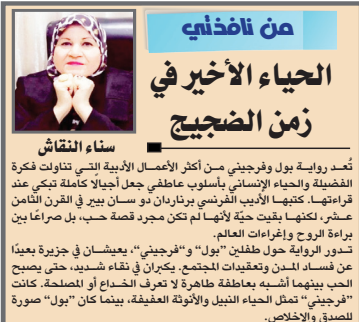 من نافذتي
الحياء الأخير في
زمن الضجيج
سناء النقاش
تُعد رواية بول وفرجيني من أكثر الأعمال الأدبية التي تناولت فكرة
الفضيلة والحياء الإنساني بأسلوب عاطفي جعل أجيالًا كاملة تبكي عند
قراءتها. كتبها الأديب الفرنسي برناردان دو سان بيير في القرن الثامن
عشر، لكنها بقيت حيّة لأنها لم تكن مجرد قصة حب، بل صراعًا بين
براءة الروح وإغراءات العالم.
تدور الرواية حول طفلين "بول" و"فرجيني"، يعيشان في جزيرة بعيدًا
عن فساد المدن وتعقيدات المجتمع. يكبران في نقاء شديد، حتى يصبح
الحب بينهما أشبه بعاطفة طاهرة لا تعرف الخداع أو المصلحة. كانت
"فرجيني" تمثل الحياء النبيل والأنوثة العفيفة، بينما كان "بول" صورة
للصدق والإخلاص.